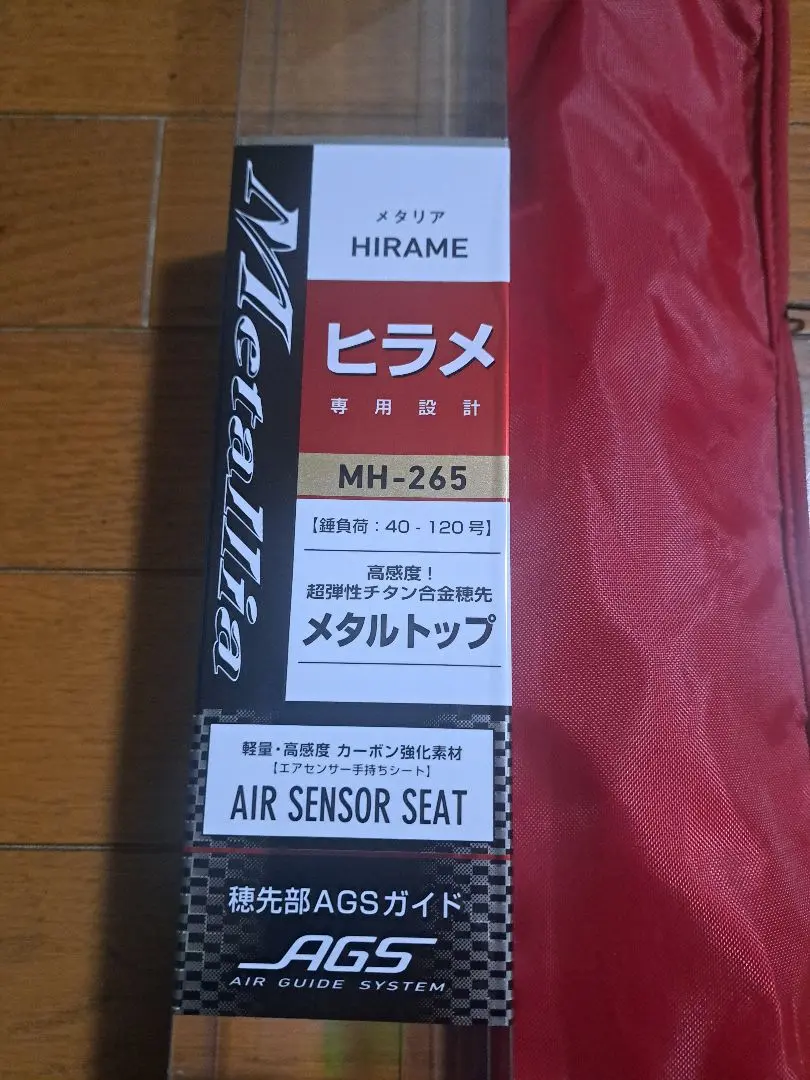 Metallia
メタリア
HIRAME
ヒラメ
専用設計
MH-265
【錘負荷：40 - 120号】
高感度！
超弾性チタン合金穂先
メタルトップ
軽量・高感度 カーボン強化素材
【エアセンサー手持ちシート】
AIR SENSOR SEAT
穂先部AGSガイド
AGS
AIR GUIDE SYSTEM